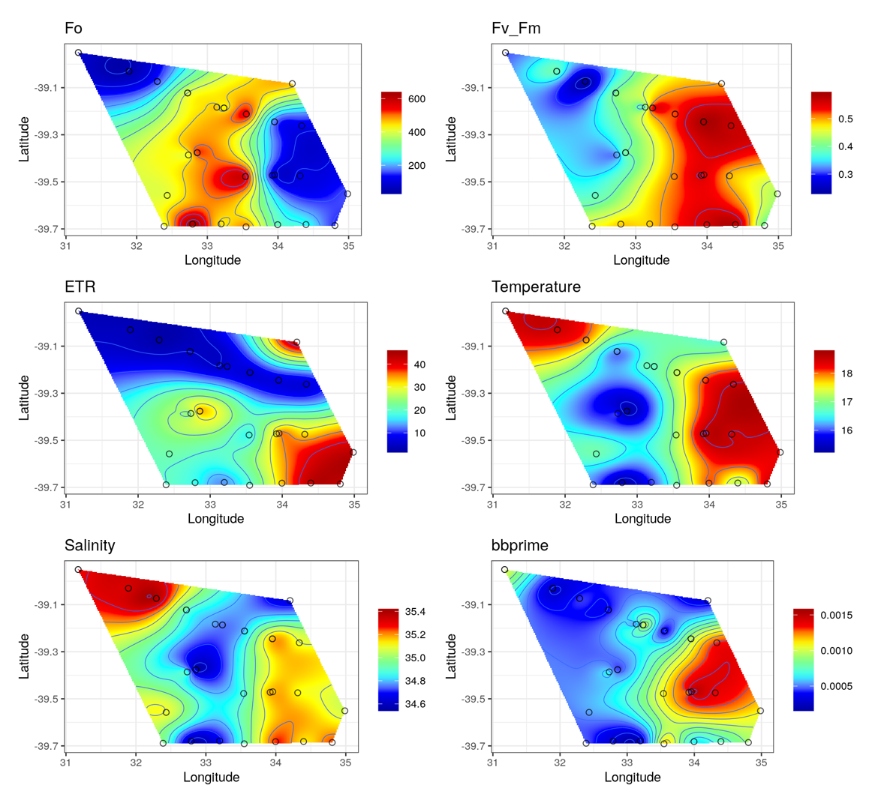 Fo
-39.1
-39.3
-39.5
-39.7
Latitude
31 32 33 34 35
Longitude
600
400
200
Fv_Fm
-39.1
-39.3
-39.5
-39.7
Latitude
31 32 33 34 35
Longitude
0.5
0.4
0.3
ETR
-39.1
-39.3
-39.5
-39.7
Latitude
31 32 33 34 35
Longitude
40
30
20
10
Temperature
-39.1
-39.3
-39.5
-39.7
Latitude
31 32 33 34 35
Longitude
18
17
16
Salinity
-39.1
-39.3
-39.5
-39.7
Latitude
31 32 33 34 35
Longitude
35.4
35.2
35.0
34.8
34.6
bbprime
-39.1
-39.3
-39.5
-39.7
Latitude
31 32 33 34 35
Longitude
0.0015
0.0010
0.0005